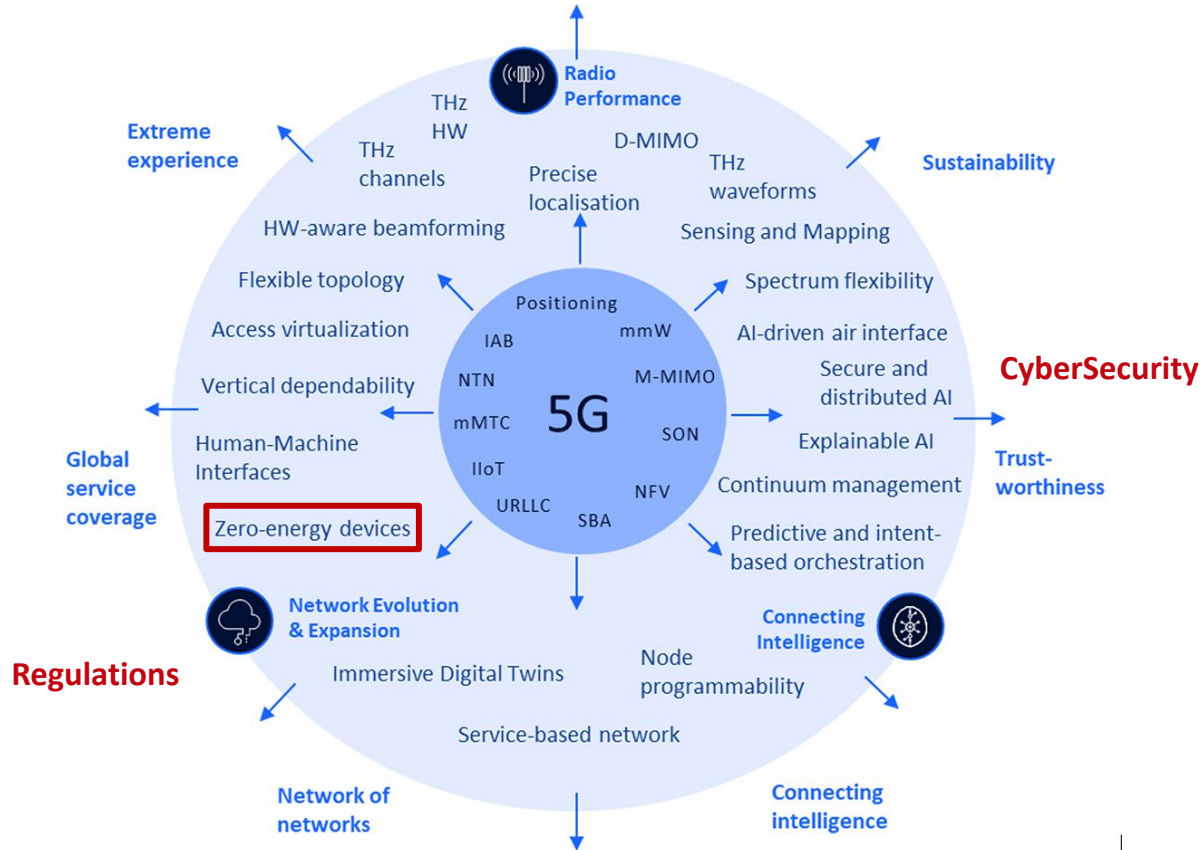 Radio
Performance
THz
HW
Extreme
experience
D-MIMO
THz
channels
THz
waveforms
Sustainability
Precise
localisation
HW-aware beamforming
Sensing and Mapping
Flexible topology
Spectrum flexibility
Positioning
Access virtualization
mmW
AI-driven air interface
IAB
CyberSecurity
Secure and
distributed AI
Vertical dependability
NTN
M-MIMO
5G
mMTC
SON
Explainable AI
Human-Machine
Interfaces
Global
service
coverage
Trust-
worthiness
IIoT
NFV
Continuum management
URLLC
SBA
Zero-energy devices
Predictive and intent-
based orchestration
Network Evolution
& Expansion
Connecting
Intelligence
Regulations
Immersive Digital Twins
Node
programmability
Service-based network
Network of
networks
Connecting
intelligence